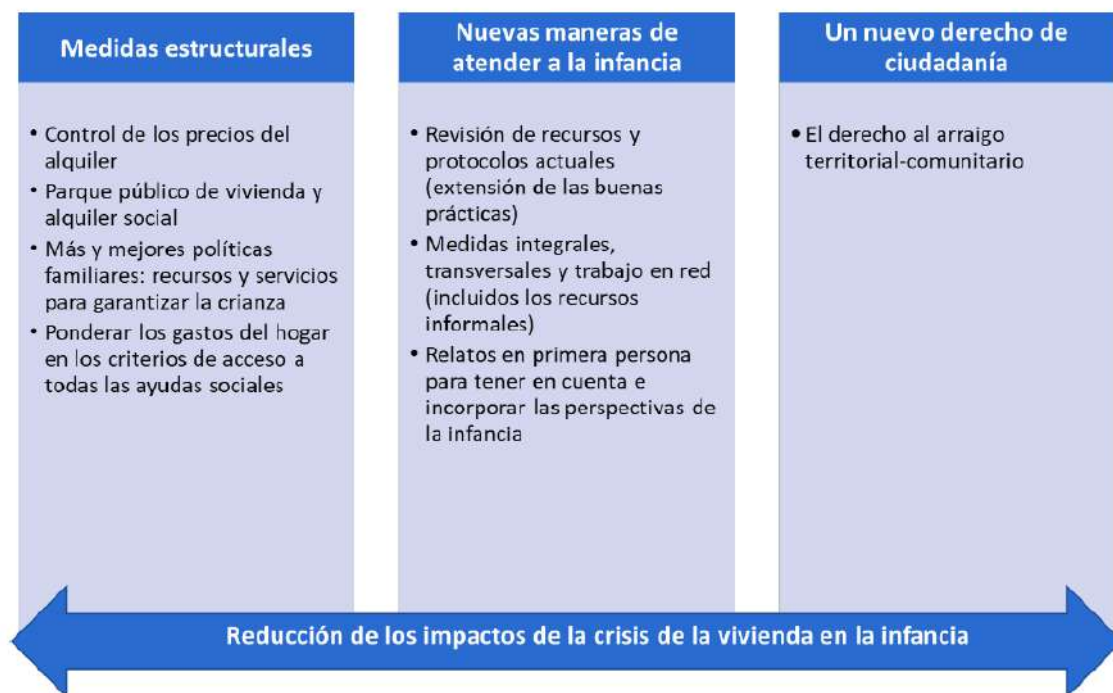 Medidas estructurales
• Control de los precios del
alquiler
• Parque público de vivienda y
alquiler social
• Más y mejores políticas
familiares: recursos y servicios
para garantizar la crianza
• Ponderar los gastos del hogar
en los criterios de acceso a
todas las ayudas sociales
Nuevas maneras de
atender a la infancia
• Revisión de recursos y
protocolos actuales
(extensión de las buenas
prácticas)
• Medidas integrales,
transversales y trabajo en red
(incluidos los recursos
informales)
• Relatos en primera persona
para tener en cuenta e
incorporar las perspectivas de
la infancia
Un nuevo derecho de
ciudadanía
• El derecho al arraigo
territorial-comunitario
Reducción de los impactos de la crisis de la vivienda en la infancia